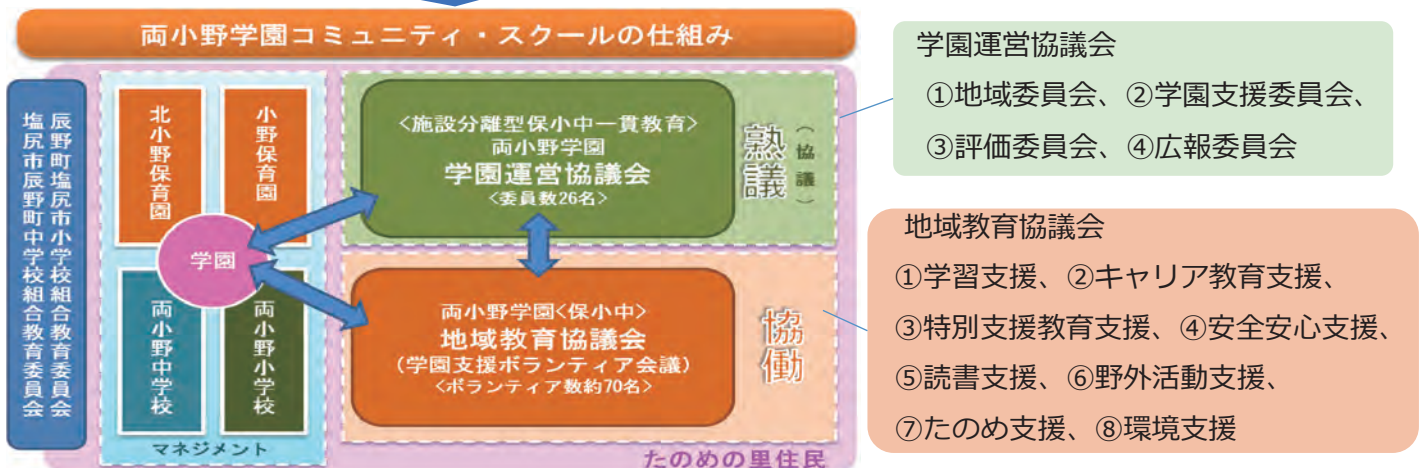 両小野学園コミュニティ・スクールの仕組み
辰野町塩尻市小学校組合教育委員会
塩尻市辰野町中学校組合教育委員会
北小野保育園
小野保育園
学園
両小野中学校
両小野小学校
マネジメント
<施設分離型保小中一貫教育>
両小野学園
学園運営協議会
<委員数26名>
熟議
(協議)
両小野学園<保小中>
地域教育協議会
(学園支援ボランティア会議)
<ボランティア数約70名>
協働
たのめの里住民
学園運営協議会
①地域委員会、②学園支援委員会、
③評価委員会、④広報委員会
地域教育協議会
①学習支援、②キャリア教育支援、
③特別支援教育支援、④安全安心支援、
⑤読書支援、⑥野外活動支援、
⑦たのめ支援、⑧環境支援